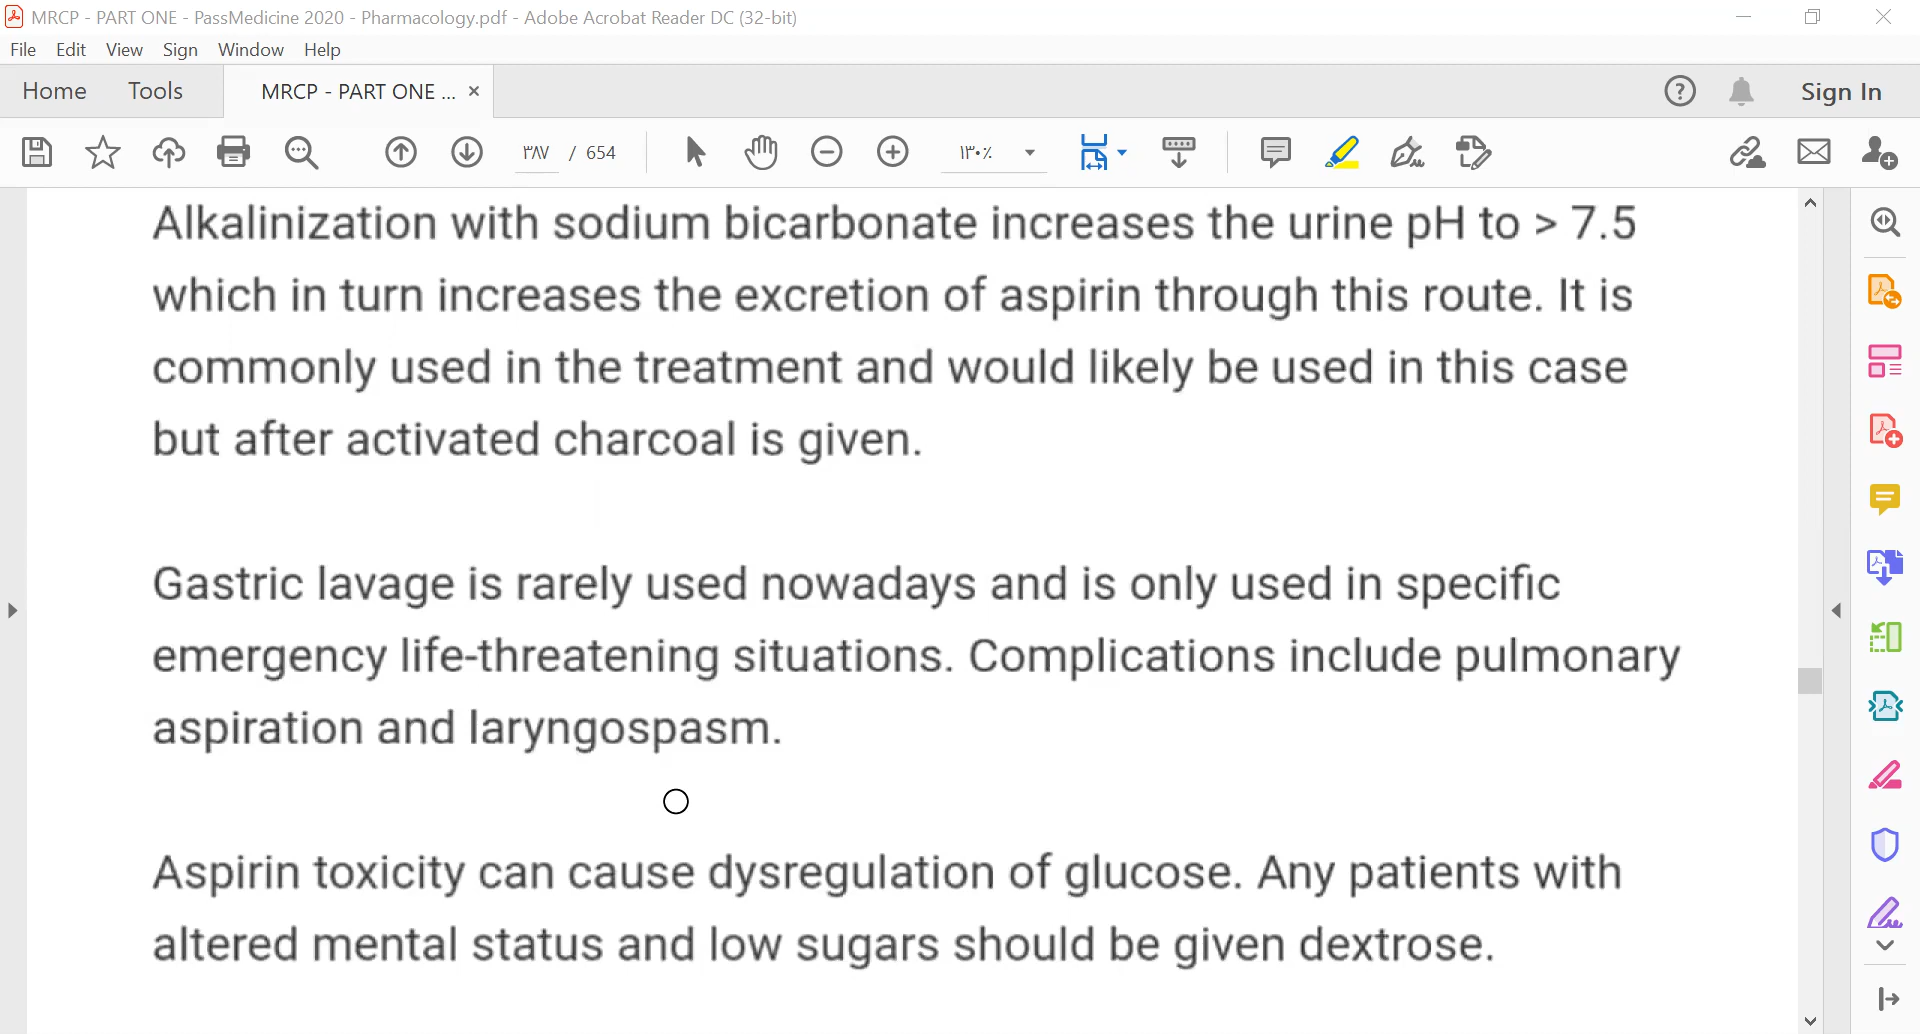 MRCP - PART ONE - PassMedicine 2020 - Pharmacology.pdf - Adobe Acrobat Reader DC (32-bit)
File Edit View Sign Window Help
Home Tools MRCP - PART ONE ... × Sign In
٣٨٧ / 654 ١٣٠٪
Alkalinization with sodium bicarbonate increases the urine pH to > 7.5
which in turn increases the excretion of aspirin through this route. It is
commonly used in the treatment and would likely be used in this case
but after activated charcoal is given.
Gastric lavage is rarely used nowadays and is only used in specific
emergency life-threatening situations. Complications include pulmonary
aspiration and laryngospasm.
Aspirin toxicity can cause dysregulation of glucose. Any patients with
altered mental status and low sugars should be given dextrose.